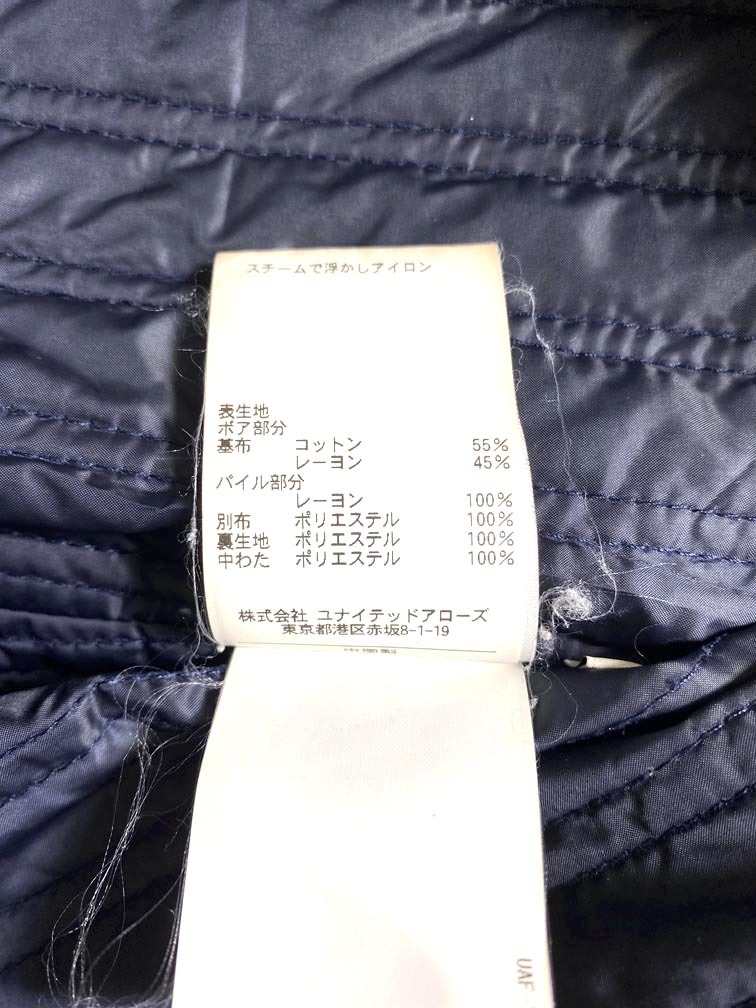 スチームで浮かしアイロン
表生地
ボア部分
基布 コットン 55%
レーヨン 45%
パイル部分
レーヨン 100%
別布 ポリエステル 100%
裏生地 ポリエステル 100%
中わた ポリエステル 100%
株式会社 ユナイテッドアローズ
東京都港区赤坂8-1-19
UAF